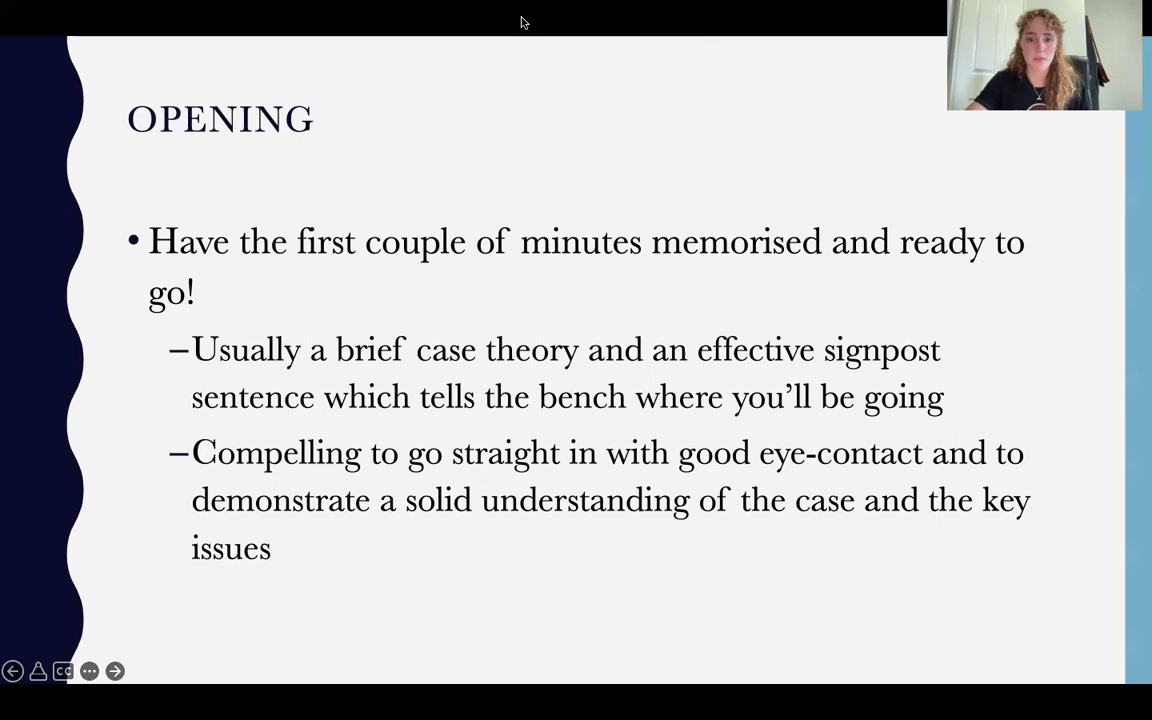 OPENING
• Have the first couple of minutes memorised and ready to
go!
–Usually a brief case theory and an effective signpost
sentence which tells the bench where you’ll be going
–Compelling to go straight in with good eye-contact and to
demonstrate a solid understanding of the case and the key
issues
CC